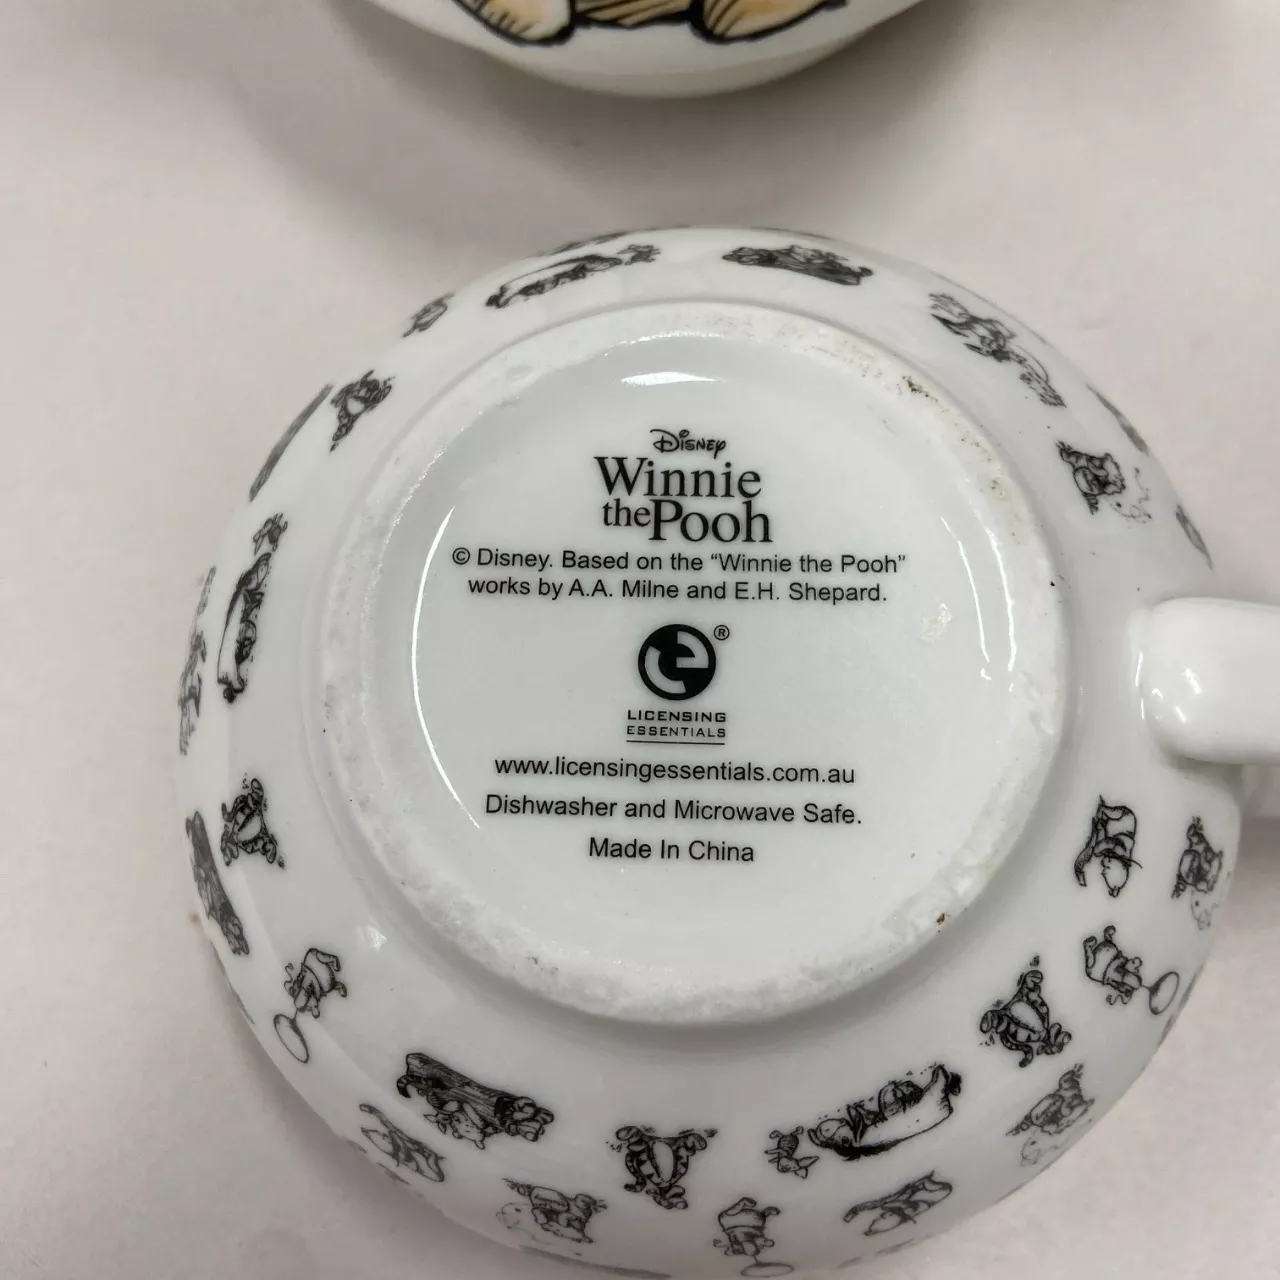 Disney
Winnie
the Pooh
© Disney. Based on the “Winnie the Pooh”
works by A.A. Milne and E.H. Shepard.
®
LICENSING
ESSENTIALS
www.licensingessentials.com.au
Dishwasher and Microwave Safe.
Made In China